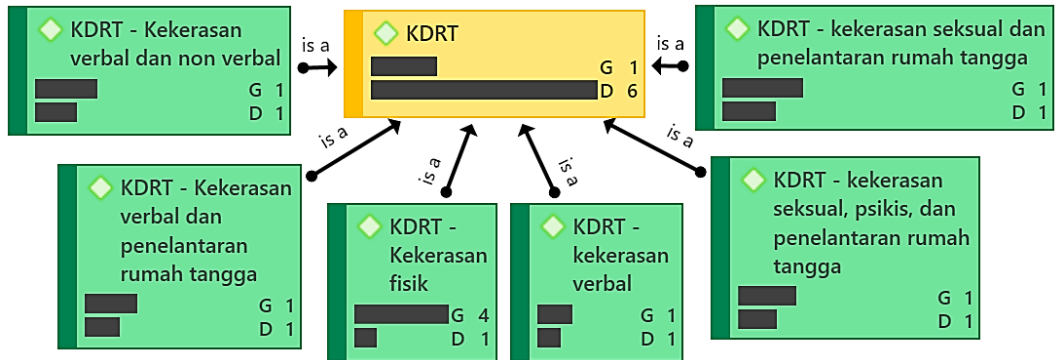 KDRT - Kekerasan
verbal dan non verbal
G 1
D 1
is a
KDRT
G 1
D 6
is a
KDRT - kekerasan seksual dan
penelantaran rumah tangga
G 1
D 1
is a
is a
is a
is a
KDRT - Kekerasan
verbal dan
penelantaran
rumah tangga
G 1
D 1
KDRT -
Kekerasan
fisik
G 4
D 1
KDRT -
kekerasan
verbal
G 1
D 1
KDRT - kekerasan
seksual, psikis, dan
penelantaran rumah
tangga
G 1
D 1